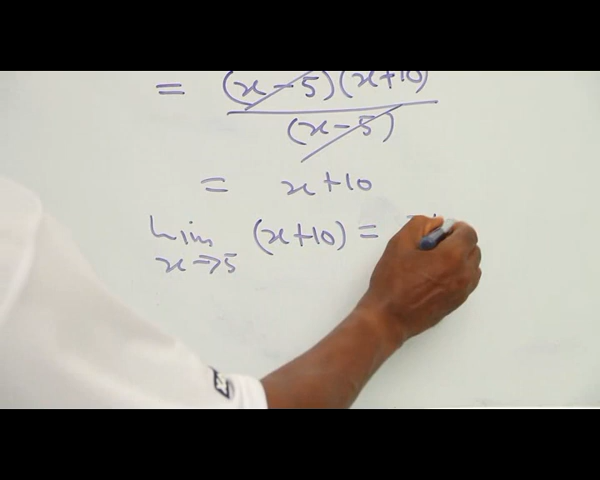 = (x-5)(x+10)
(x-5)
= x+10
lim (x+10) =
x→5